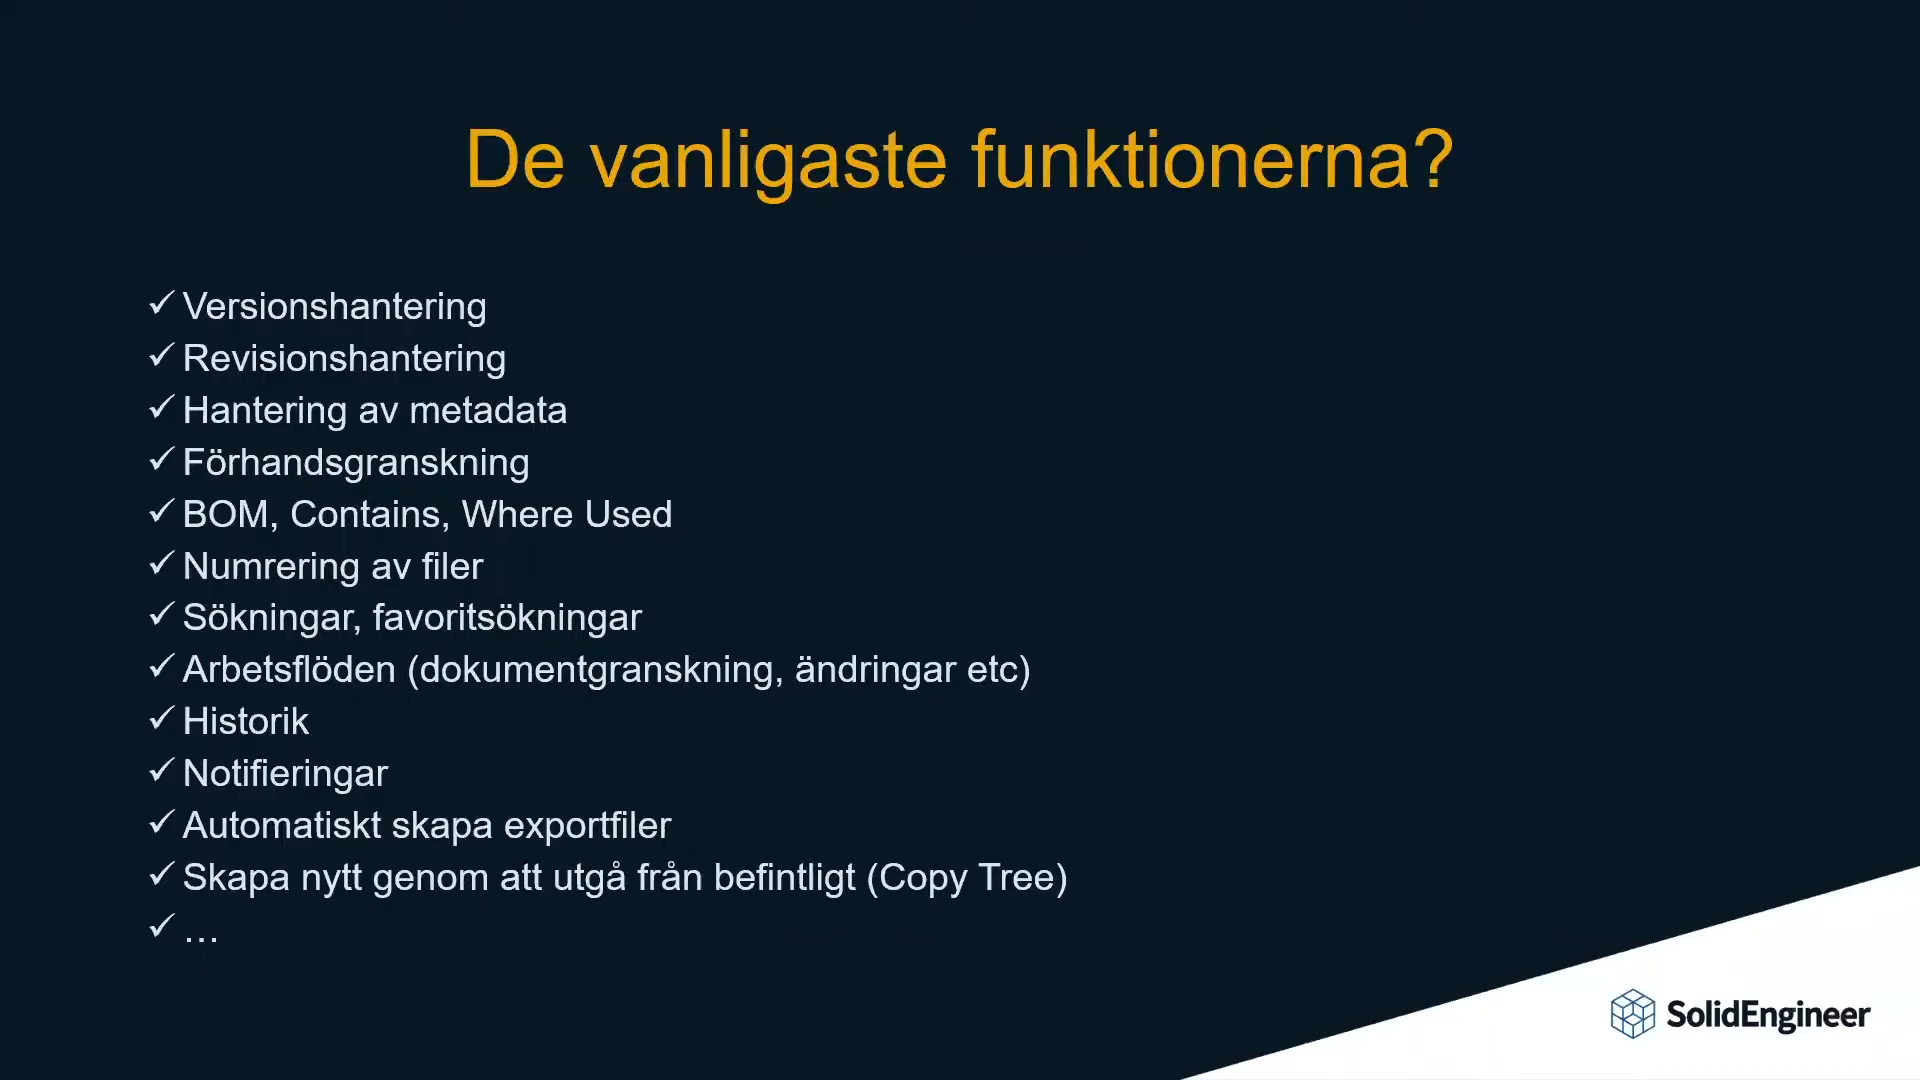 De vanligaste funktionerna?
✓ Versionshantering
✓ Revisionshantering
✓ Hantering av metadata
✓ Förhandsgranskning
✓ BOM, Contains, Where Used
✓ Numrering av filer
✓ Sökningar, favoritsökningar
✓ Arbetsflöden (dokumentgranskning, ändringar etc)
✓ Historik
✓ Notifieringar
✓ Automatiskt skapa exportfiler
✓ Skapa nytt genom att utgå från befintligt (Copy Tree)
✓ …
SolidEngineer